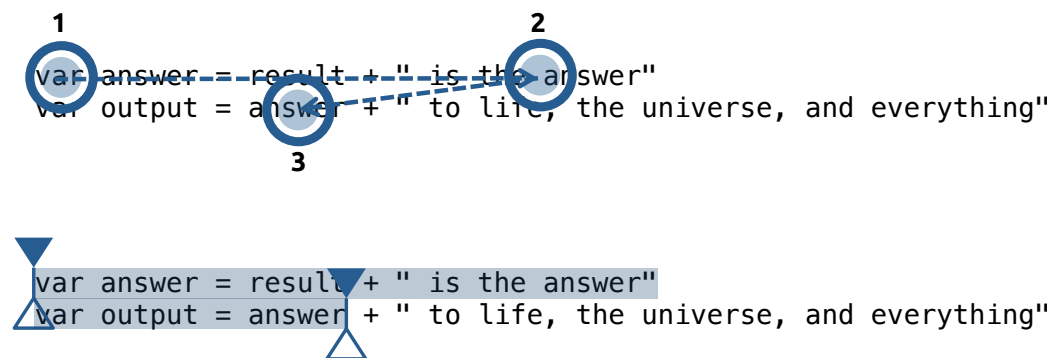 1 2
var answer = result + " is the answer"
var output = answer + " to life, the universe, and everything"
3
var answer = result + " is the answer"
var output = answer + " to life, the universe, and everything"